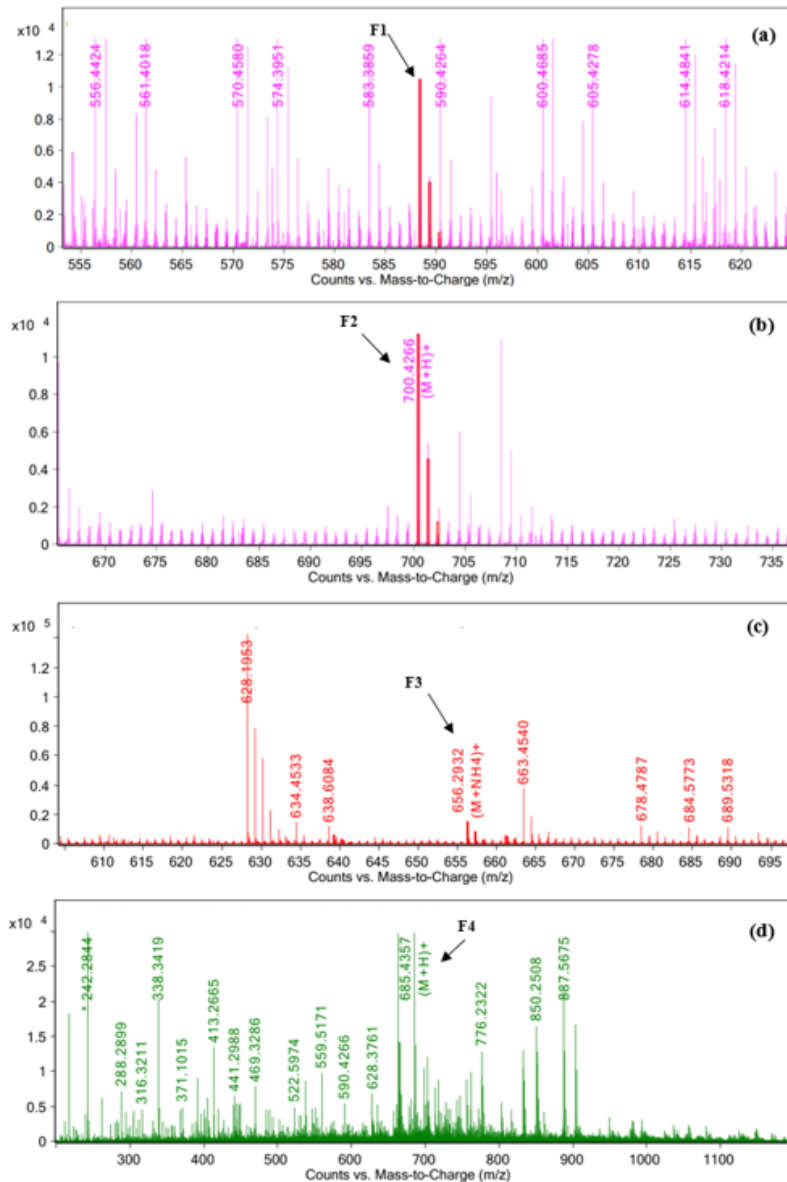 x10 4
F1
(a)
1.2
1
0.8
0.6
0.4
0.2
0
556.4424
561.4018
570.4580
574.3951
583.3859
590.4264
600.4685
605.4278
614.4841
618.4214
555 560 565 570 575 580 585 590 595 600 605 610 615 620
Counts vs. Mass-to-Charge (m/z)
x10 4
F2
(b)
1
0.8
0.6
0.4
0.2
0
700.4266
(M+H)+
670 675 680 685 690 695 700 705 710 715 720 725 730 735
Counts vs. Mass-to-Charge (m/z)
x10 5
F3
(c)
1.2
1
0.8
0.6
0.4
0.2
0
628.1953
634.4533
638.6084
656.2932
(M+NH4)+
663.4540
678.4787
684.5773
689.5318
610 615 620 625 630 635 640 645 650 655 660 665 670 675 680 685 690 695
Counts vs. Mass-to-Charge (m/z)
x10 4
F4
(d)
2.5
2
1.5
1
0.5
0
* 242.2844
288.2899
316.3211
338.3419
371.1015
413.2665
441.2988
469.3286
522.5974
559.5171
590.4266
628.3761
685.4357
(M+H)+
776.2322
850.2508
887.5675
300 400 500 600 700 800 900 1000 1100
Counts vs. Mass-to-Charge (m/z)